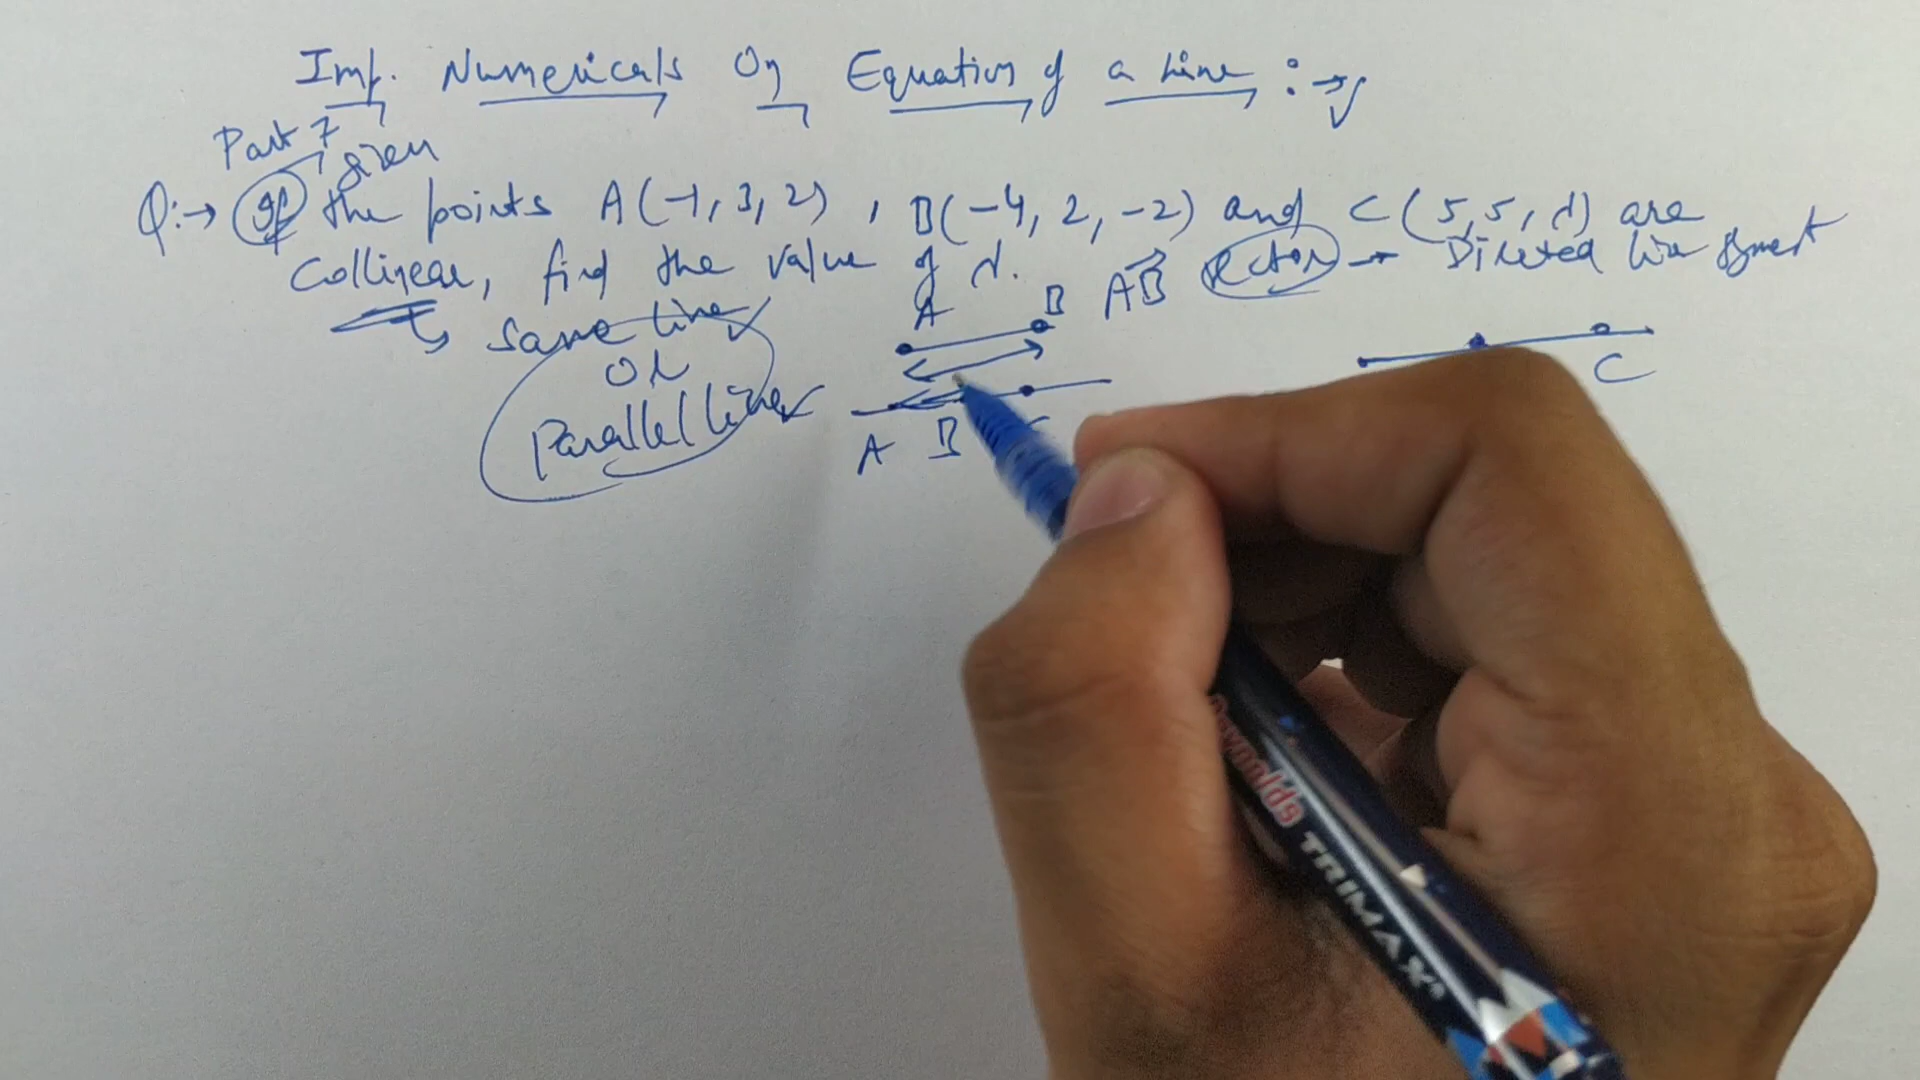 Imp. Numericals On Equation of a Line :→
Part 7
given
Q:→ If the points A(-1, 3, 2) , B(-4, 2, -2) and C(5, 5, λ) are
Collinear, find the value of λ.
AB Vector → Directed line segment
Same line
or
Parallel line
A B
C
A B C
Reynolds TRIMAX